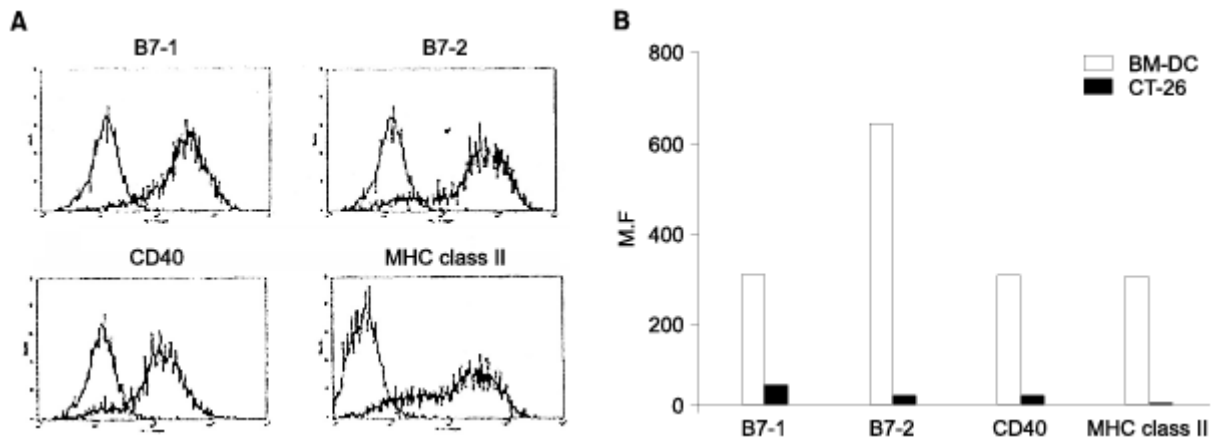 A
B7-1
B7-2
CD40
MHC class II
B
800
600
400
200
0
M.F
BM-DC
CT-26
B7-1
B7-2
CD40
MHC class II